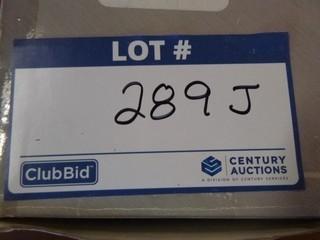 LOT #
289 J
ClubBid
CENTURY
AUCTIONS
A DIVISION OF CENTURY SERVICES